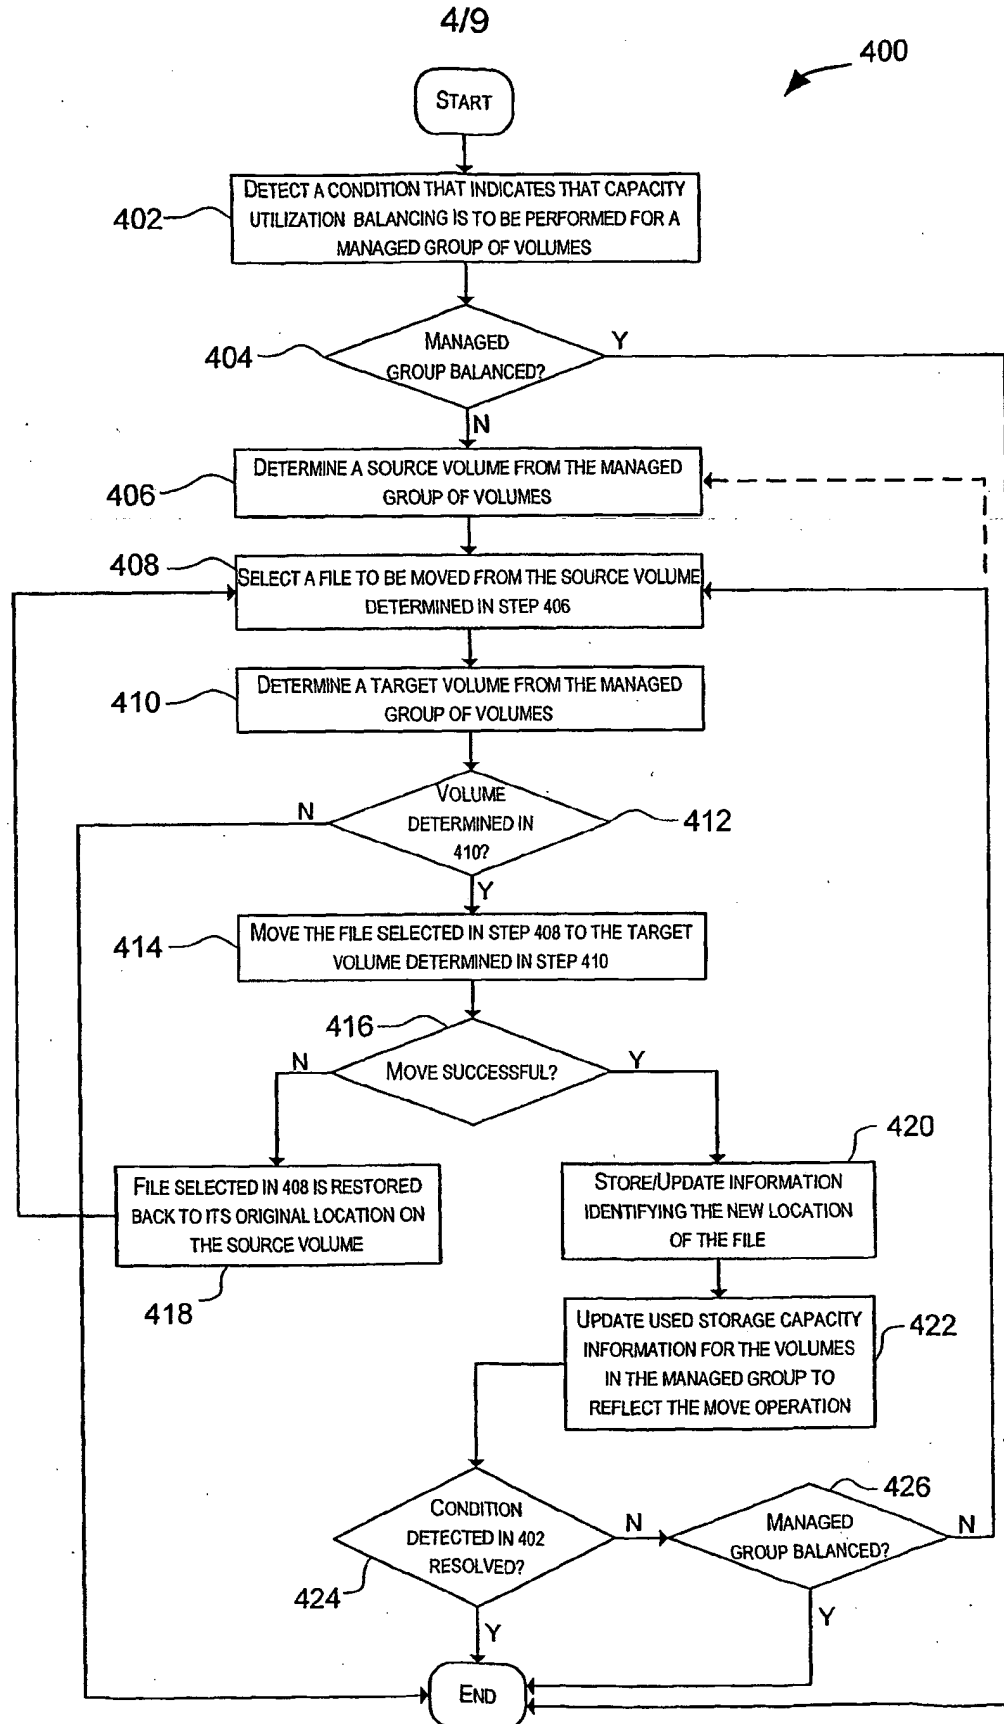 4/9
400
START
402
DETECT A CONDITION THAT INDICATES THAT CAPACITY
UTILIZATION BALANCING IS TO BE PERFORMED FOR A
MANAGED GROUP OF VOLUMES
404
MANAGED
GROUP BALANCED?
Y
N
406
DETERMINE A SOURCE VOLUME FROM THE MANAGED
GROUP OF VOLUMES
408
SELECT A FILE TO BE MOVED FROM THE SOURCE VOLUME
DETERMINED IN STEP 406
410
DETERMINE A TARGET VOLUME FROM THE MANAGED
GROUP OF VOLUMES
N
VOLUME
DETERMINED IN
410?
412
Y
414
MOVE THE FILE SELECTED IN STEP 408 TO THE TARGET
VOLUME DETERMINED IN STEP 410
416
N
MOVE SUCCESSFUL?
Y
420
FILE SELECTED IN 408 IS RESTORED
BACK TO ITS ORIGINAL LOCATION ON
THE SOURCE VOLUME
418
STORE/UPDATE INFORMATION
IDENTIFYING THE NEW LOCATION
OF THE FILE
UPDATE USED STORAGE CAPACITY
INFORMATION FOR THE VOLUMES
IN THE MANAGED GROUP TO
REFLECT THE MOVE OPERATION
422
CONDITION
DETECTED IN 402
RESOLVED?
424
N
426
MANAGED
GROUP BALANCED?
N
Y
Y
END